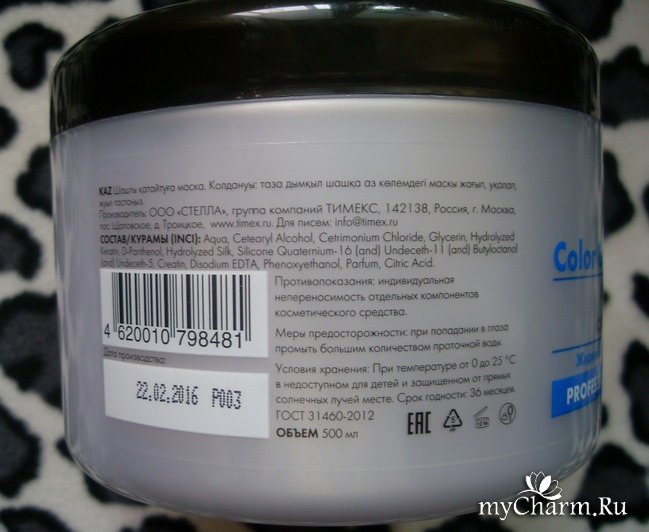 KAZ Шашты қатайтуға маска. Колдануы: таза дымқыл шашқа аз көлемдегі маскы жағып, уқалап,
жуып тастаңыз.
Производитель: ООО «СТЕЛЛА», группа компаний ТИМЕКС, 142138, Россия, г. Москва,
пос. Щаповское, д. Троицкое, www.timex.ru. Для писем: info@timex.ru
СОСТАВ/КУРАМЫ (INCI): Aqua, Cetearyl Alcohol, Cetrimonium Chloride, Glycerin, Hydrolyzed
Keratin, D-Panthenol, Hydrolyzed Silk, Silicone Quaternium-16 (and) Undeceth-11 (and) Butyloctanol
(and) Undeceth-5, Creatin, Disodium EDTA, Phenoxyethanol, Parfum, Citric Acid.
4 620010 798481
Дата производства:
22.02.2016 P003
Противопоказания: индивидуальная
непереносимость отдельных компонентов
косметического средства.
Меры предосторожности: при попадании в глаза
промыть большим количеством проточной воды.
Условия хранения: При температуре от 0 до 25 °C
в недоступном для детей и защищенном от прямых
солнечных лучей месте. Срок годности: 36 месяцев.
ГОСТ 31460-2012
ОБЪЕМ 500 мл
EAC
5
Color
PROFE
myCharm.Ru